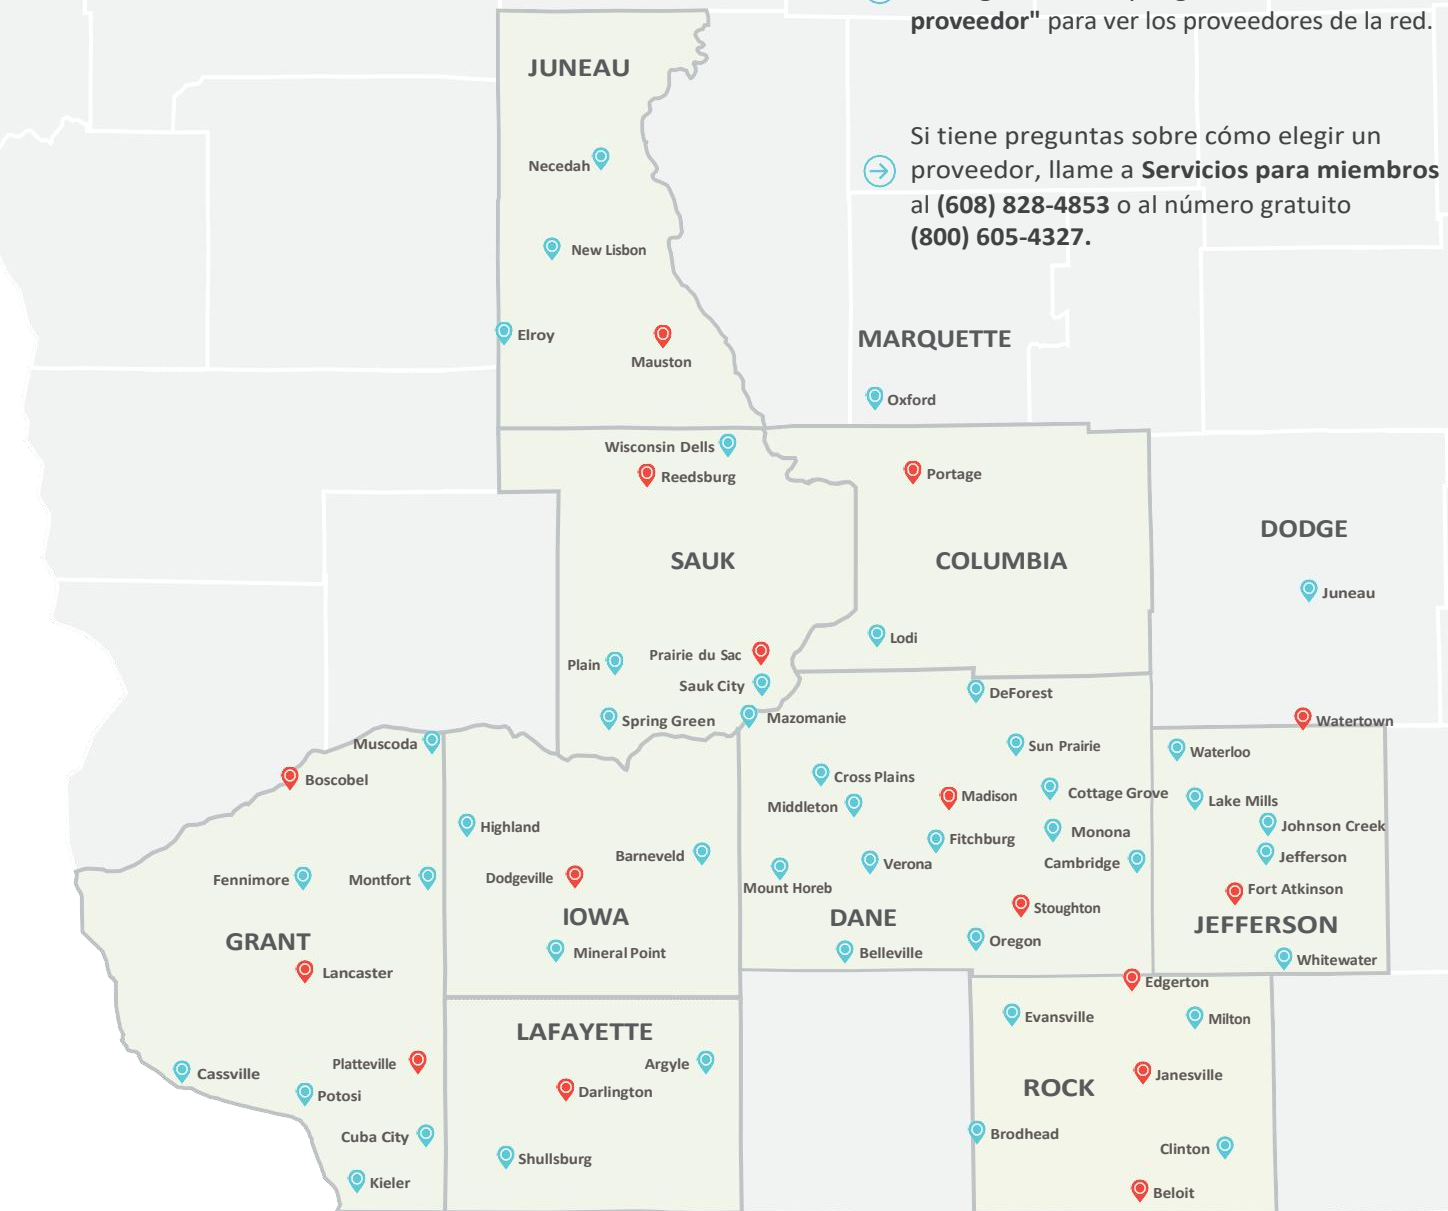 proveedor" para ver los proveedores de la red.
JUNEAU
Si tiene preguntas sobre cómo elegir un
proveedor, llame a Servicios para miembros
al (608) 828-4853 o al número gratuito
(800) 605-4327.
Necedah
New Lisbon
Elroy
Mauston
MARQUETTE
Oxford
Wisconsin Dells
Reedsburg
Portage
SAUK
COLUMBIA
DODGE
Juneau
Lodi
Plain
Prairie du Sac
Sauk City
Spring Green
Mazomanie
DeForest
Watertown
Muscoda
Boscobel
Sun Prairie
Waterloo
Cross Plains
Middleton
Madison
Cottage Grove
Lake Mills
Highland
Johnson Creek
Barneveld
Fitchburg
Monona
Verona
Cambridge
Jefferson
Fennimore
Montfort
Dodgeville
Mount Horeb
Fort Atkinson
IOWA
DANE
Stoughton
JEFFERSON
GRANT
Mineral Point
Belleville
Oregon
Whitewater
Lancaster
Edgerton
LAFAYETTE
Evansville
Milton
Platteville
Argyle
Cassville
Darlington
ROCK
Janesville
Potosi
Cuba City
Brodhead
Clinton
Shullsburg
Kieler
Beloit